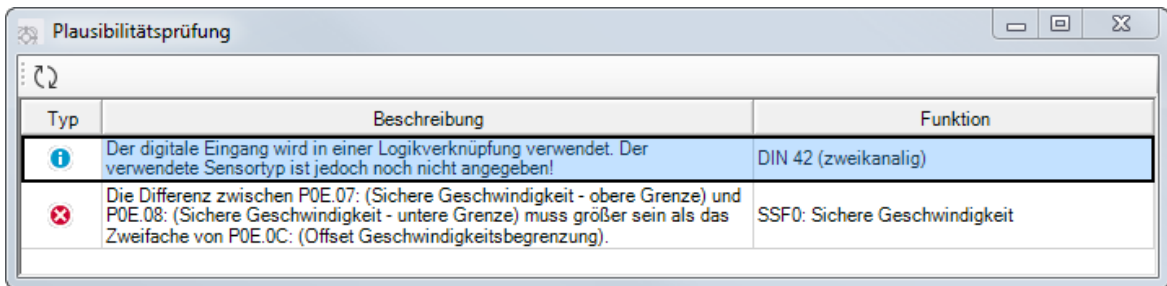 Plausibilitätsprüfung
Typ Beschreibung Funktion
Der digitale Eingang wird in einer Logikverknüpfung verwendet. Der
verwendete Sensortyp ist jedoch noch nicht angegeben!
DIN 42 (zweikanalig)
Die Differenz zwischen P0E.07: (Sichere Geschwindigkeit - obere Grenze) und
P0E.08: (Sichere Geschwindigkeit - untere Grenze) muss größer sein als das
Zweifache von P0E.0C: (Offset Geschwindigkeitsbegrenzung).
SSF0: Sichere Geschwindigkeit